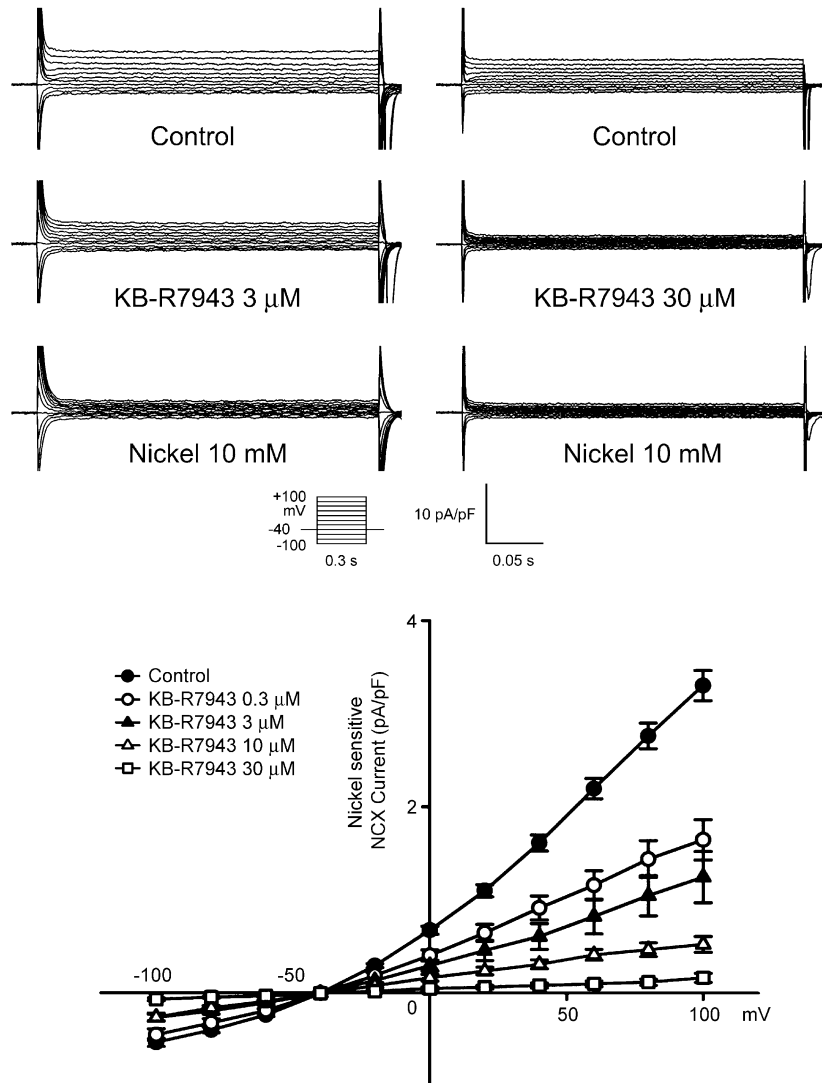 Control
Control
KB-R7943 3 μM
KB-R7943 30 μM
Nickel 10 mM
Nickel 10 mM
+100
mV
-40
-100
0.3 s
10 pA/pF
0.05 s
Control
KB-R7943 0.3 μM
KB-R7943 3 μM
KB-R7943 10 μM
KB-R7943 30 μM
Nickel sensitive
NCX Current (pA/pF)
4
2
0
-100
-50
50
100
mV